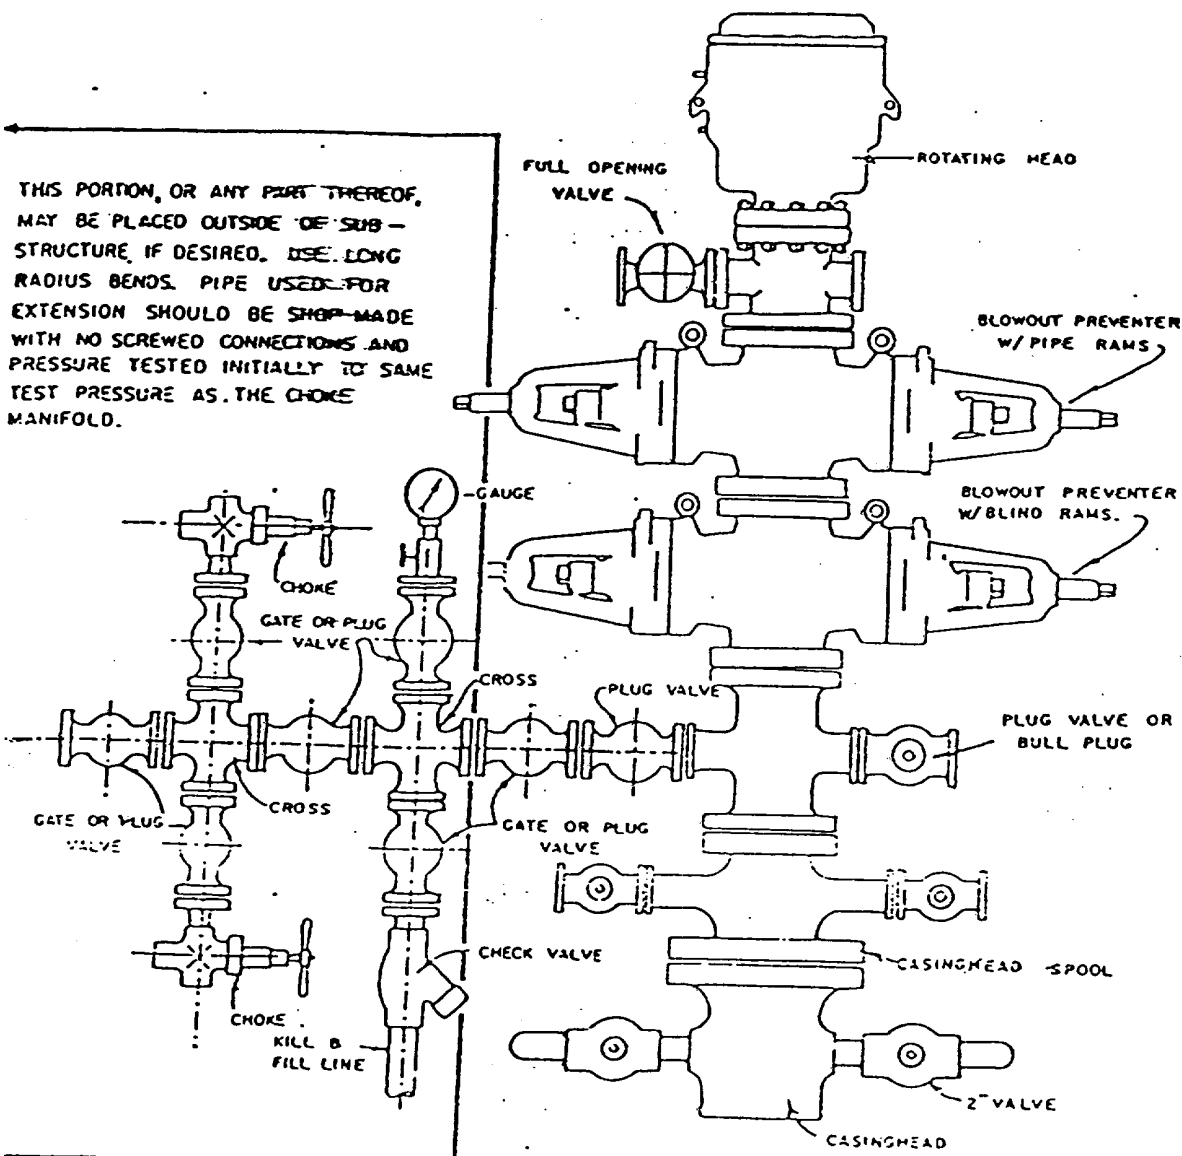 THIS PORTION, OR ANY PART THEREOF,
MAY BE PLACED OUTSIDE OF SUB-
STRUCTURE IF DESIRED. USE LONG
RADIUS BENDS. PIPE USED FOR
EXTENSION SHOULD BE SHOP MADE
WITH NO SCREWED CONNECTIONS AND
PRESSURE TESTED INITIALLY TO SAME
TEST PRESSURE AS THE CHOKE
MANIFOLD.
FULL OPENING
VALVE
ROTATING HEAD
BLOWOUT PREVENTER
W/PIPE RAMS
BLOWOUT PREVENTER
W/BLIND RAMS.
GAUGE
CHOKE
GATE OR PLUG
VALVE
CROSS
PLUG VALVE
PLUG VALVE OR
BULL PLUG
CROSS
GATE OR PLUG
VALVE
GATE OR PLUG
VALVE
CHECK VALVE
CASINGHEAD SPOOL
CHOKE
KILL &
FILL LINE
2" VALVE
CASINGHEAD